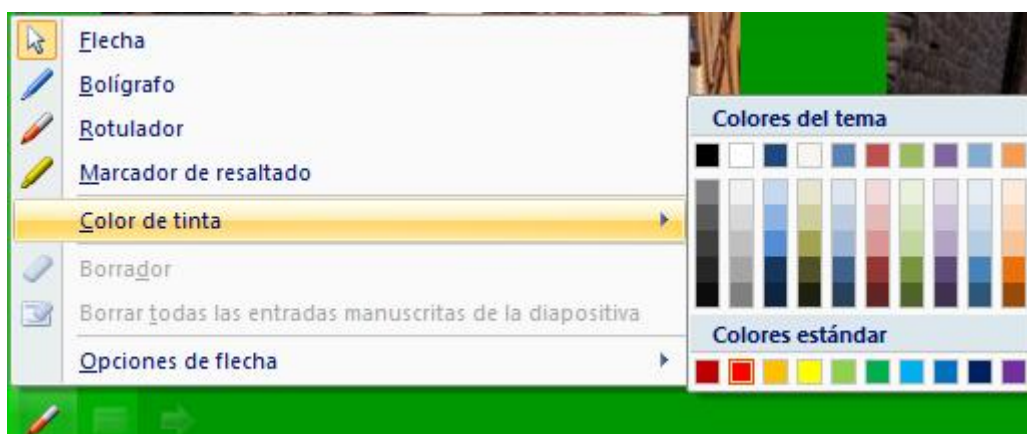 Flecha
Bolígrafo
Rotulador
Marcador de resaltado
Color de tinta
Borrador
Borrar todas las entradas manuscritas de la diapositiva
Opciones de flecha
Colores del tema
Colores estándar